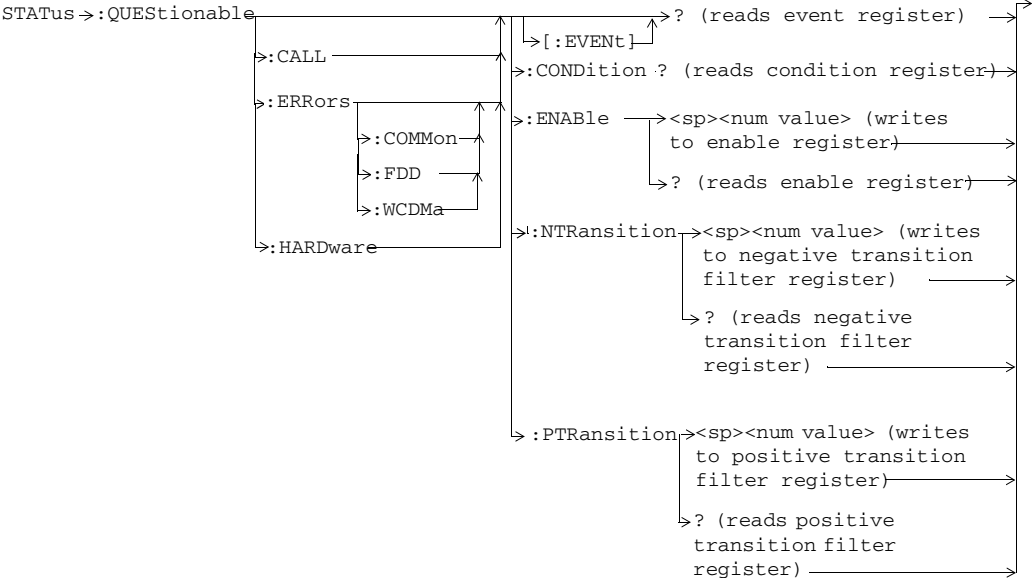 STATus :QUEStionable
:CALL
:ERRors
:COMMon
:FDD
:WCDMa
:HARDware
? (reads event register)
[:EVENt]
:CONDition ? (reads condition register)
:ENABle <sp><num value> (writes
to enable register)
? (reads enable register)
:NTRansition <sp><num value> (writes
to negative transition
filter register)
? (reads negative
transition filter
register)
:PTRansition <sp><num value> (writes
to positive transition
filter register)
? (reads positive
transition filter
register)